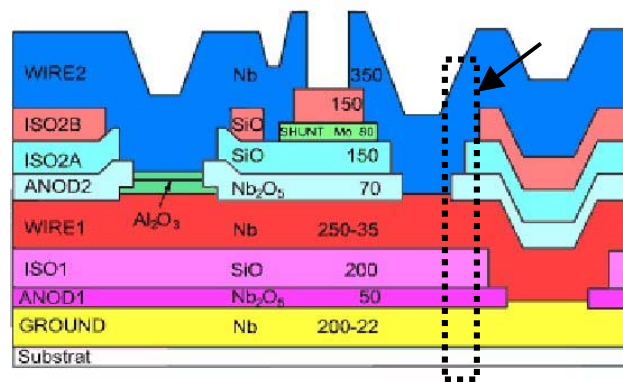 WIRE2 Nb 350
150
ISO2B SiO
SHUNT Mo 80
ISO2A SiO 150
ANOD2 Nb₂O₅ 70
Al₂O₃
WIRE1 Nb 250-35
ISO1 SiO 200
ANOD1 Nb₂O₅ 50
GROUND Nb 200-22
Substrat